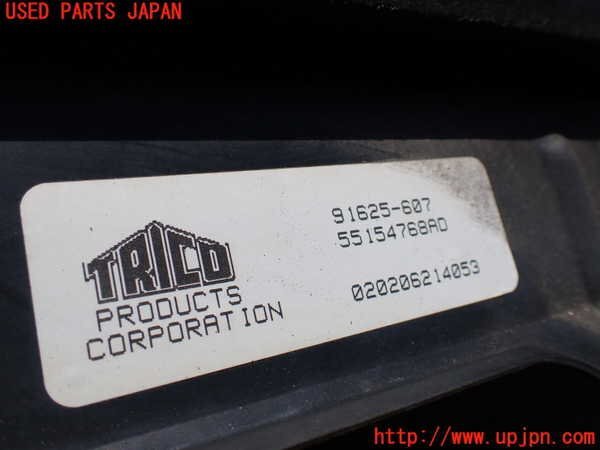 USED PARTS JAPAN
TRICO
PRODUCTS
CORPORATION
91625-607
55154768AD
020206214053
http://www.upjpn.com/